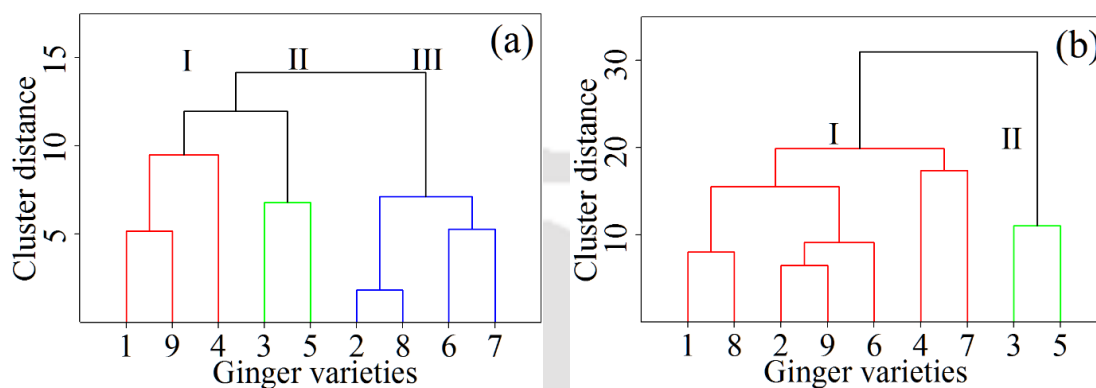 (a)
I II III
Cluster distance
15
10
5
1 9 4 3 5 2 8 6 7
Ginger varieties
(b)
I
II
Cluster distance
30
20
10
1 8 2 9 6 4 7 3 5
Ginger varieties